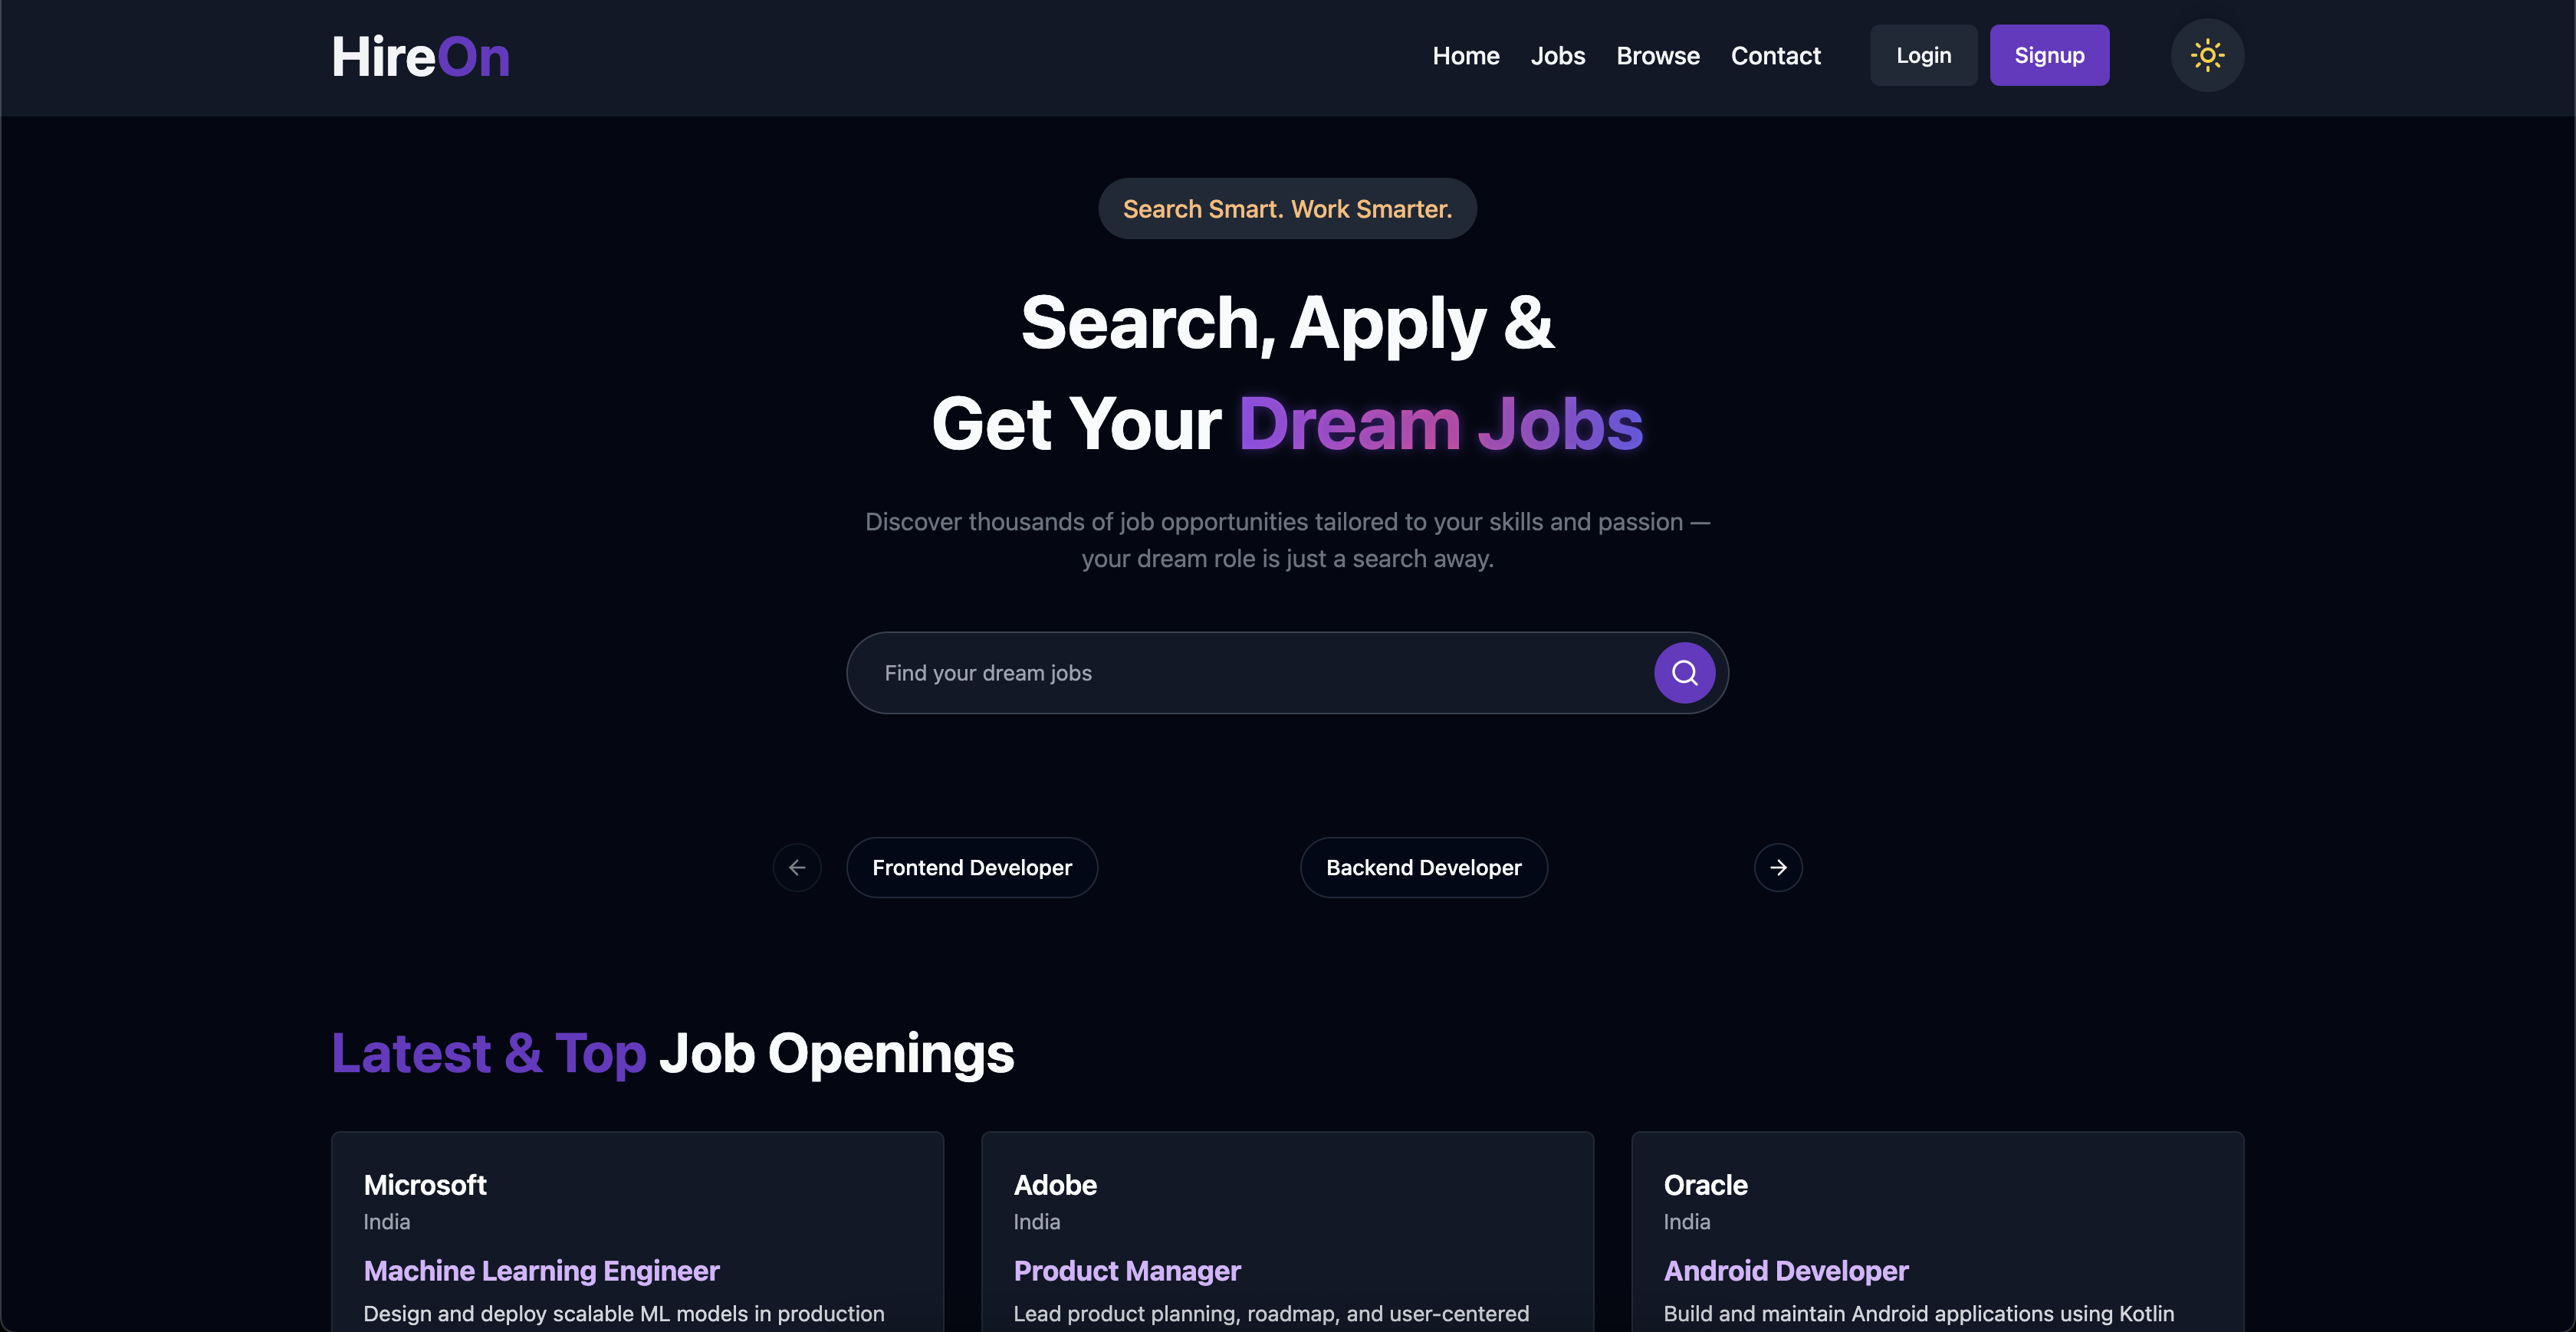 HireOn
Home Jobs Browse Contact Login Signup
Search Smart. Work Smarter.
Search, Apply &
Get Your Dream Jobs
Discover thousands of job opportunities tailored to your skills and passion —
your dream role is just a search away.
Find your dream jobs
Frontend Developer Backend Developer
Latest & Top Job Openings
Microsoft
India
Machine Learning Engineer
Design and deploy scalable ML models in production
Adobe
India
Product Manager
Lead product planning, roadmap, and user-centered
Oracle
India
Android Developer
Build and maintain Android applications using Kotlin